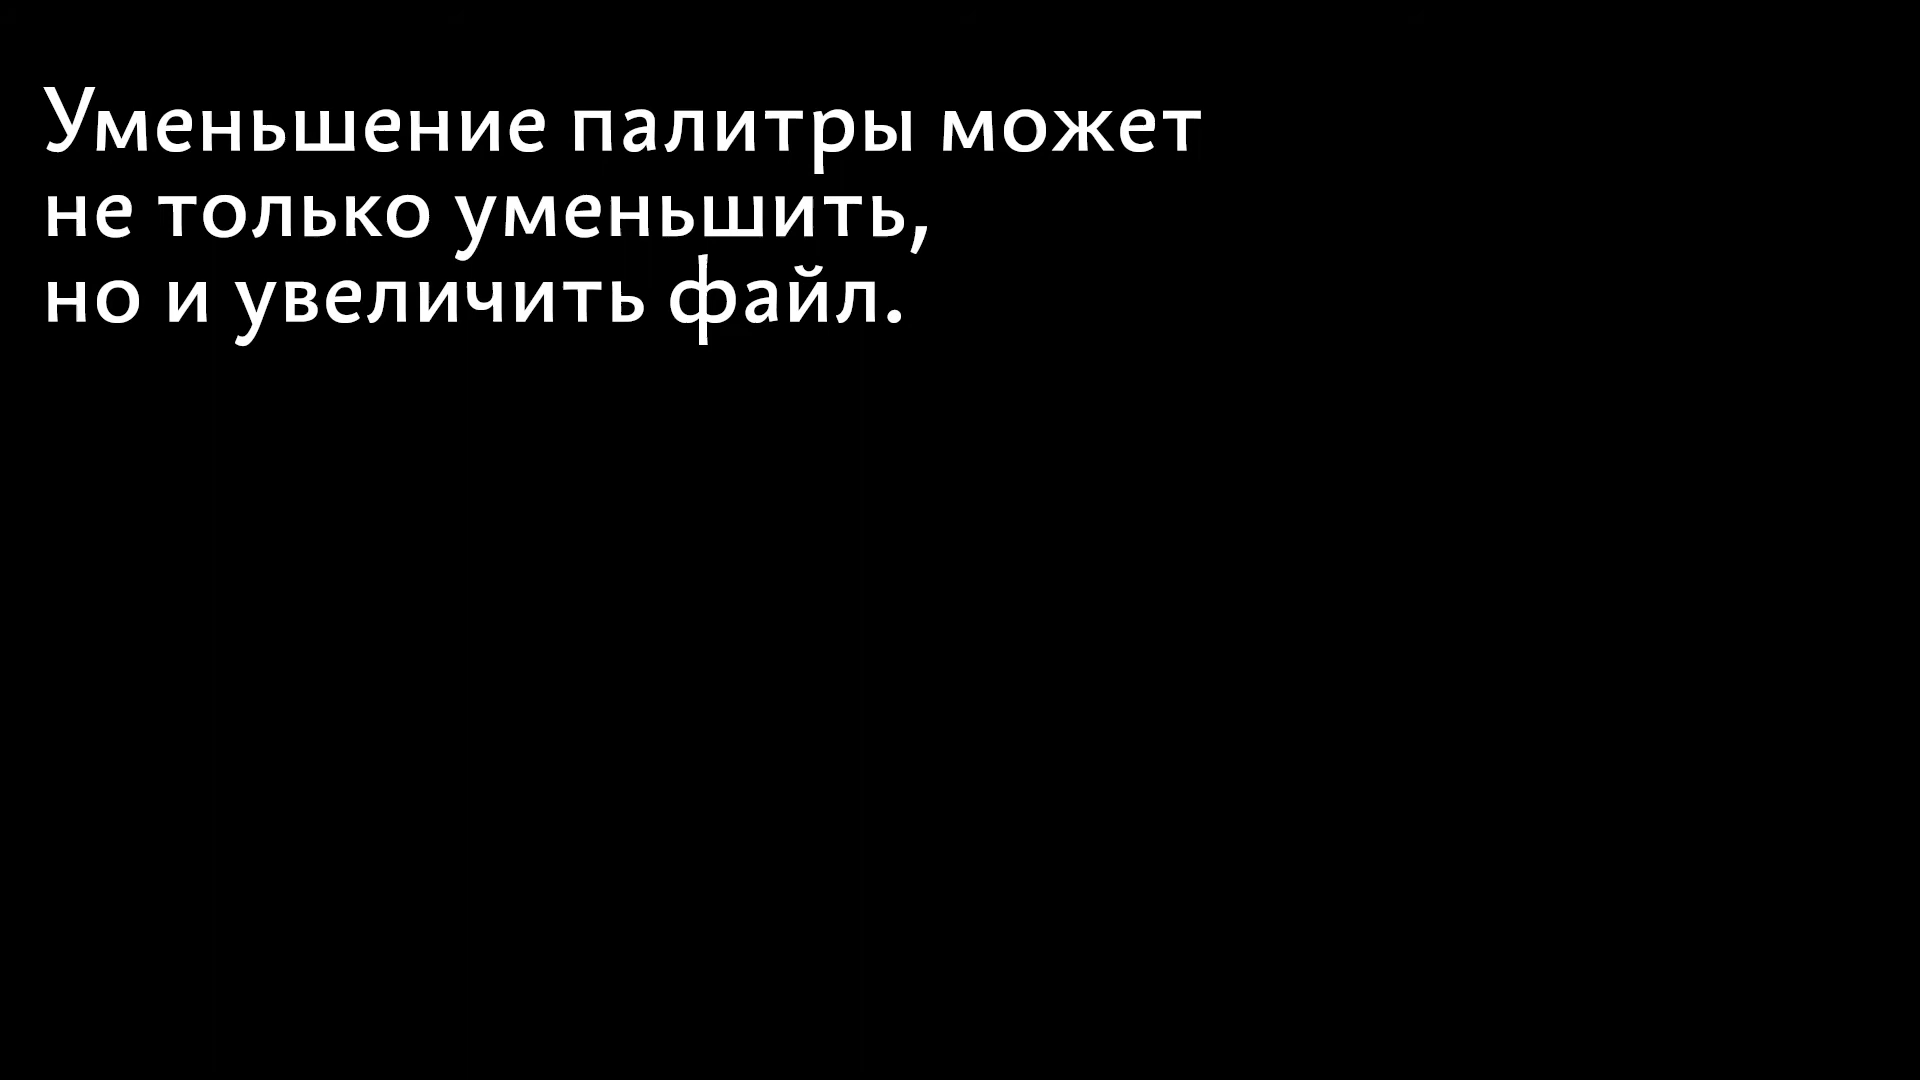 Уменьшение палитры может
не только уменьшить,
но и увеличить файл.